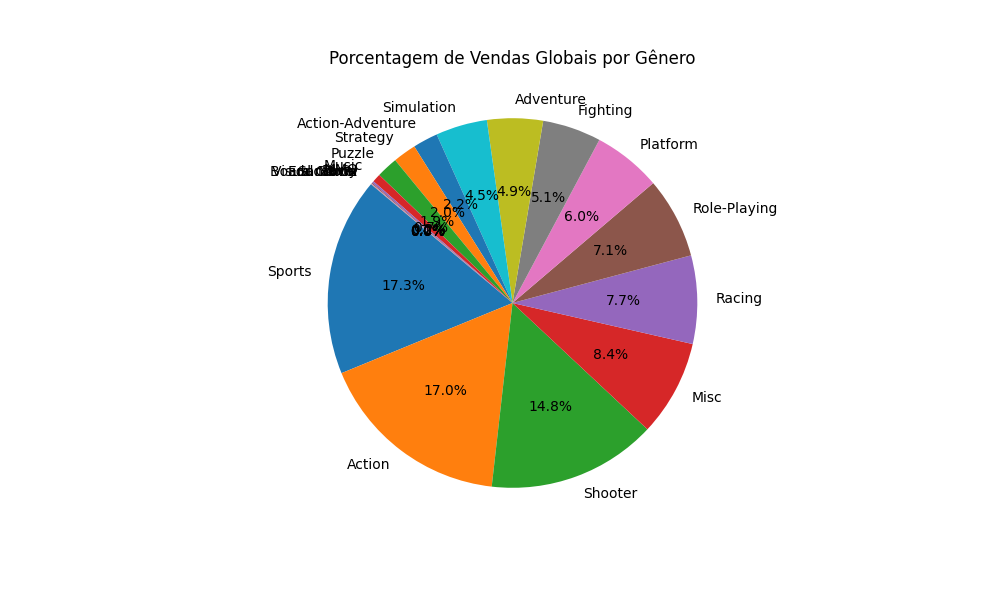 Porcentagem de Vendas Globais por Gênero
Adventure
Simulation
Fighting
Action-Adventure
Strategy
Platform
Puzzle
Music
Role-Playing
Sports
Racing
Misc
Action
Shooter
4.9%
4.5%
5.1%
2.2%
2.0%
6.0%
1.9%
7.1%
17.3%
7.7%
8.4%
17.0%
14.8%